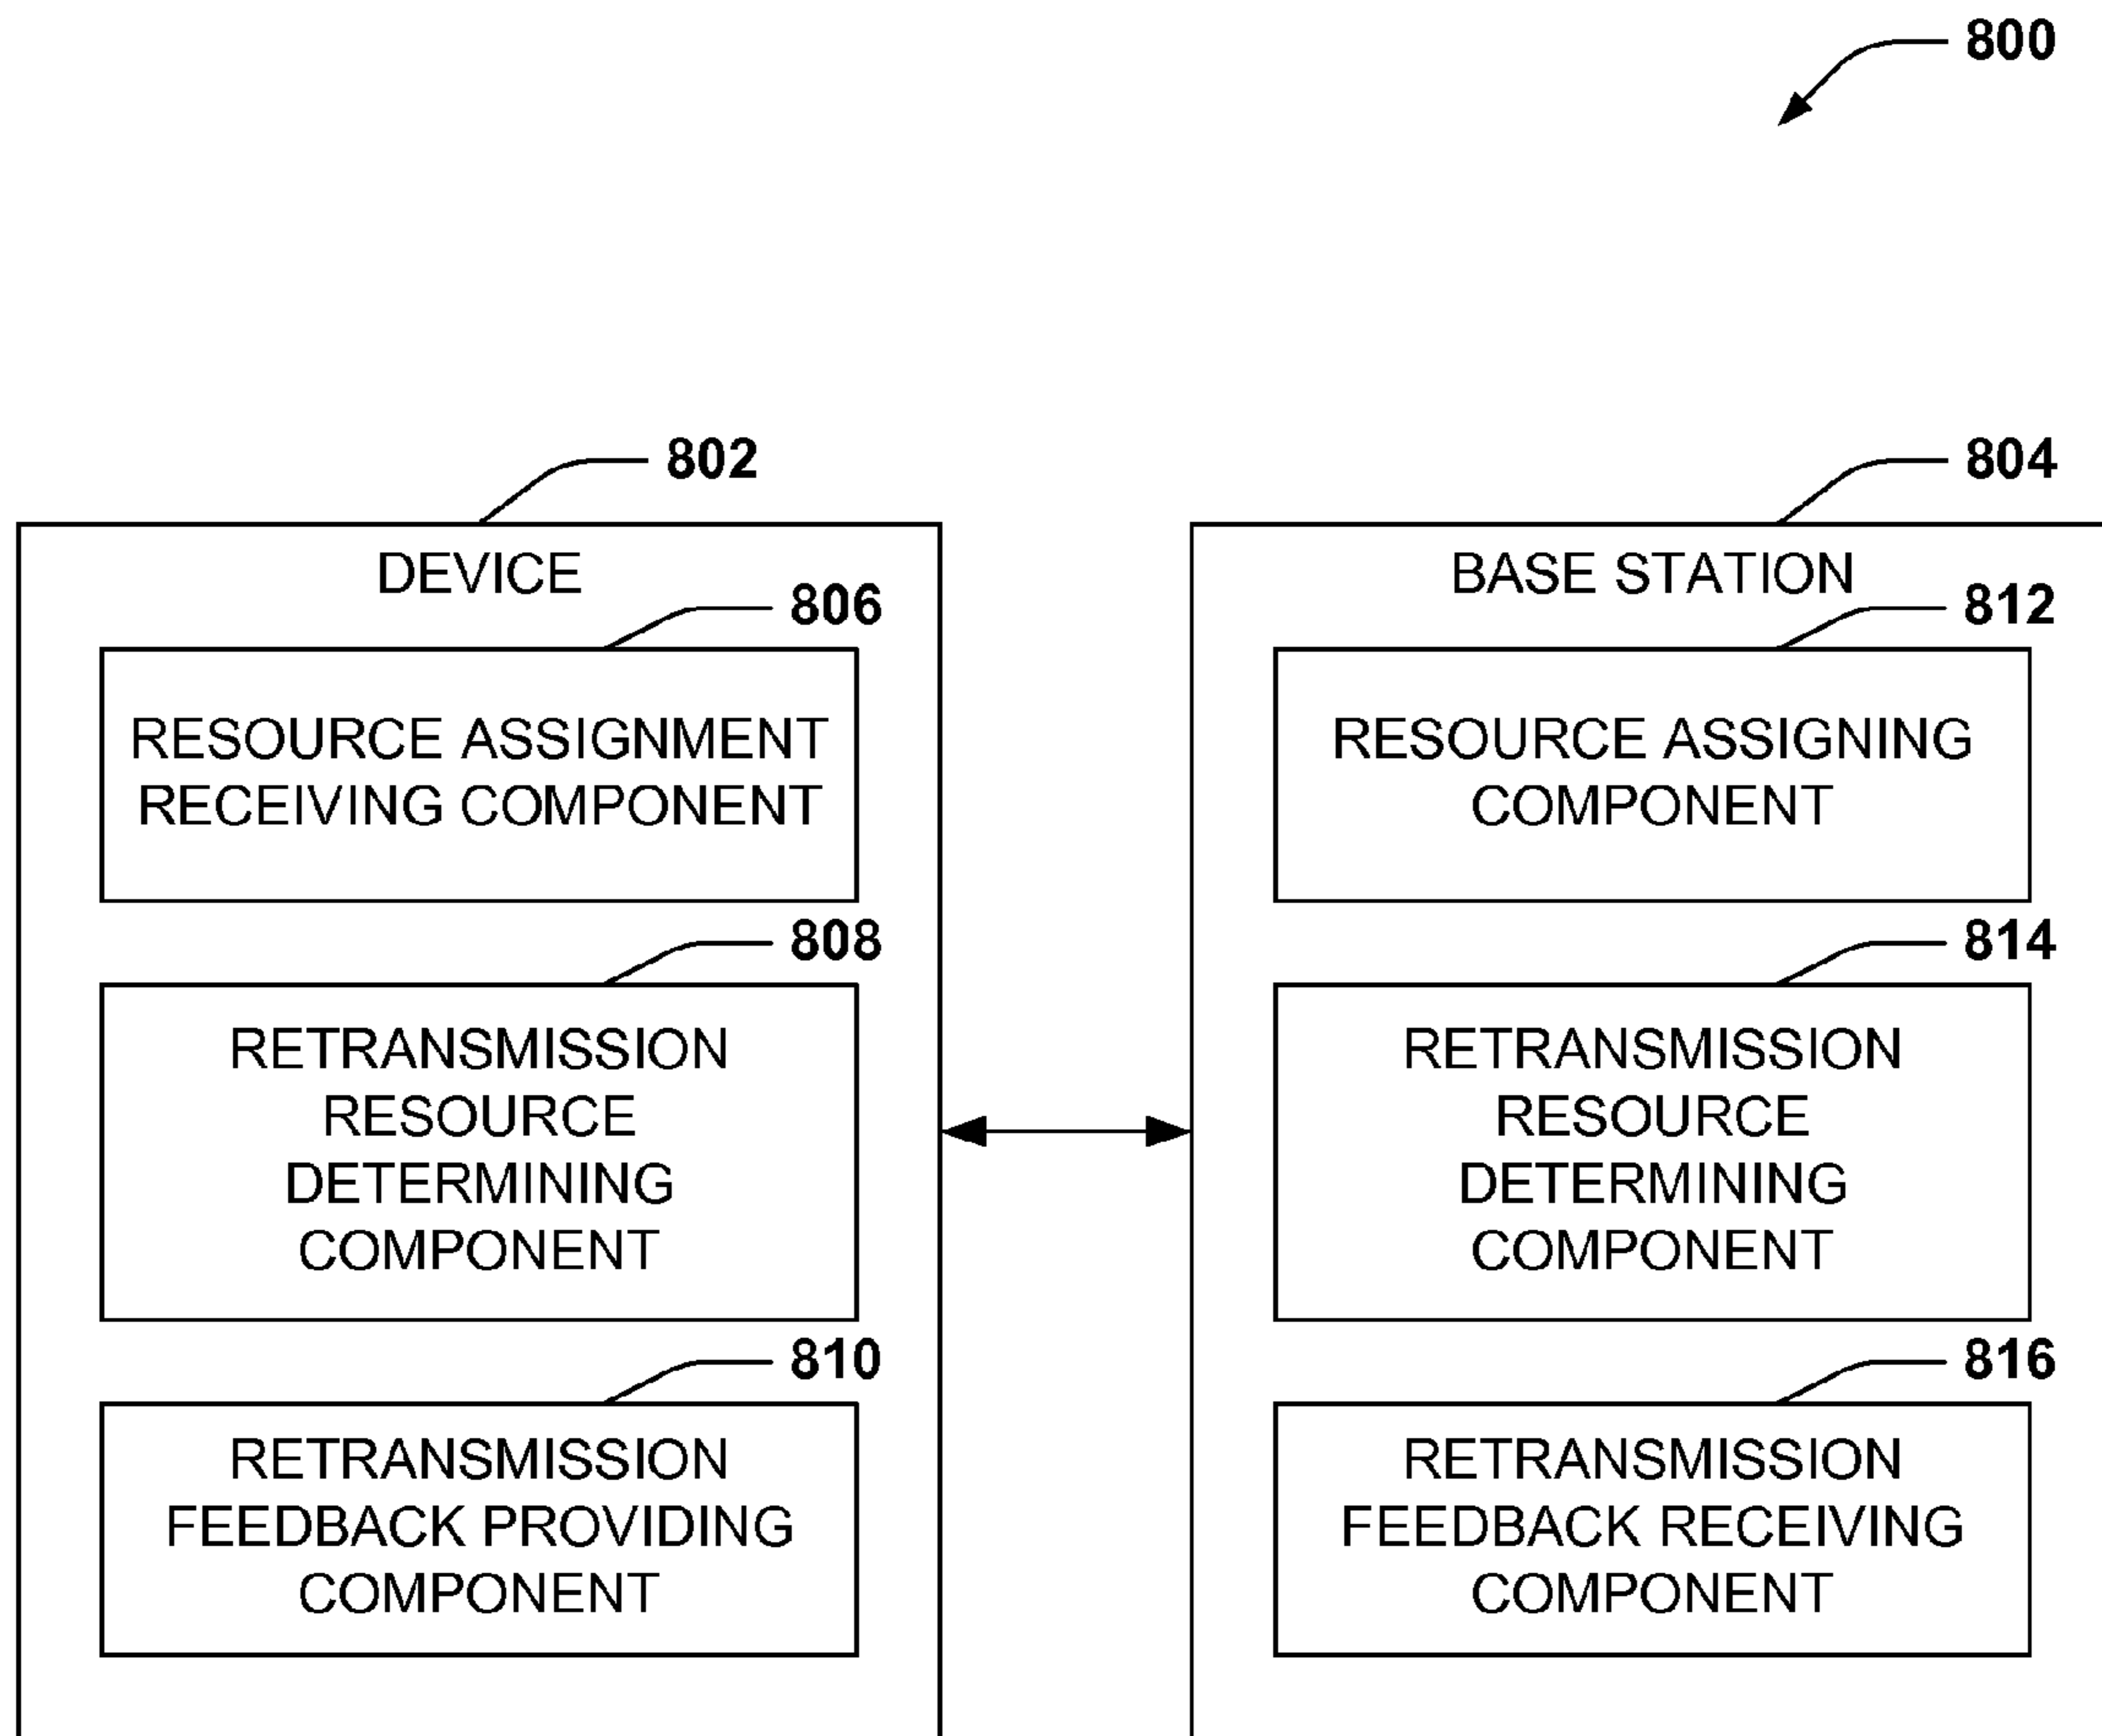 800
802
DEVICE
806
RESOURCE ASSIGNMENT
RECEIVING COMPONENT
808
RETRANSMISSION
RESOURCE
DETERMINING
COMPONENT
810
RETRANSMISSION
FEEDBACK PROVIDING
COMPONENT
804
BASE STATION
812
RESOURCE ASSIGNING
COMPONENT
814
RETRANSMISSION
RESOURCE
DETERMINING
COMPONENT
816
RETRANSMISSION
FEEDBACK RECEIVING
COMPONENT